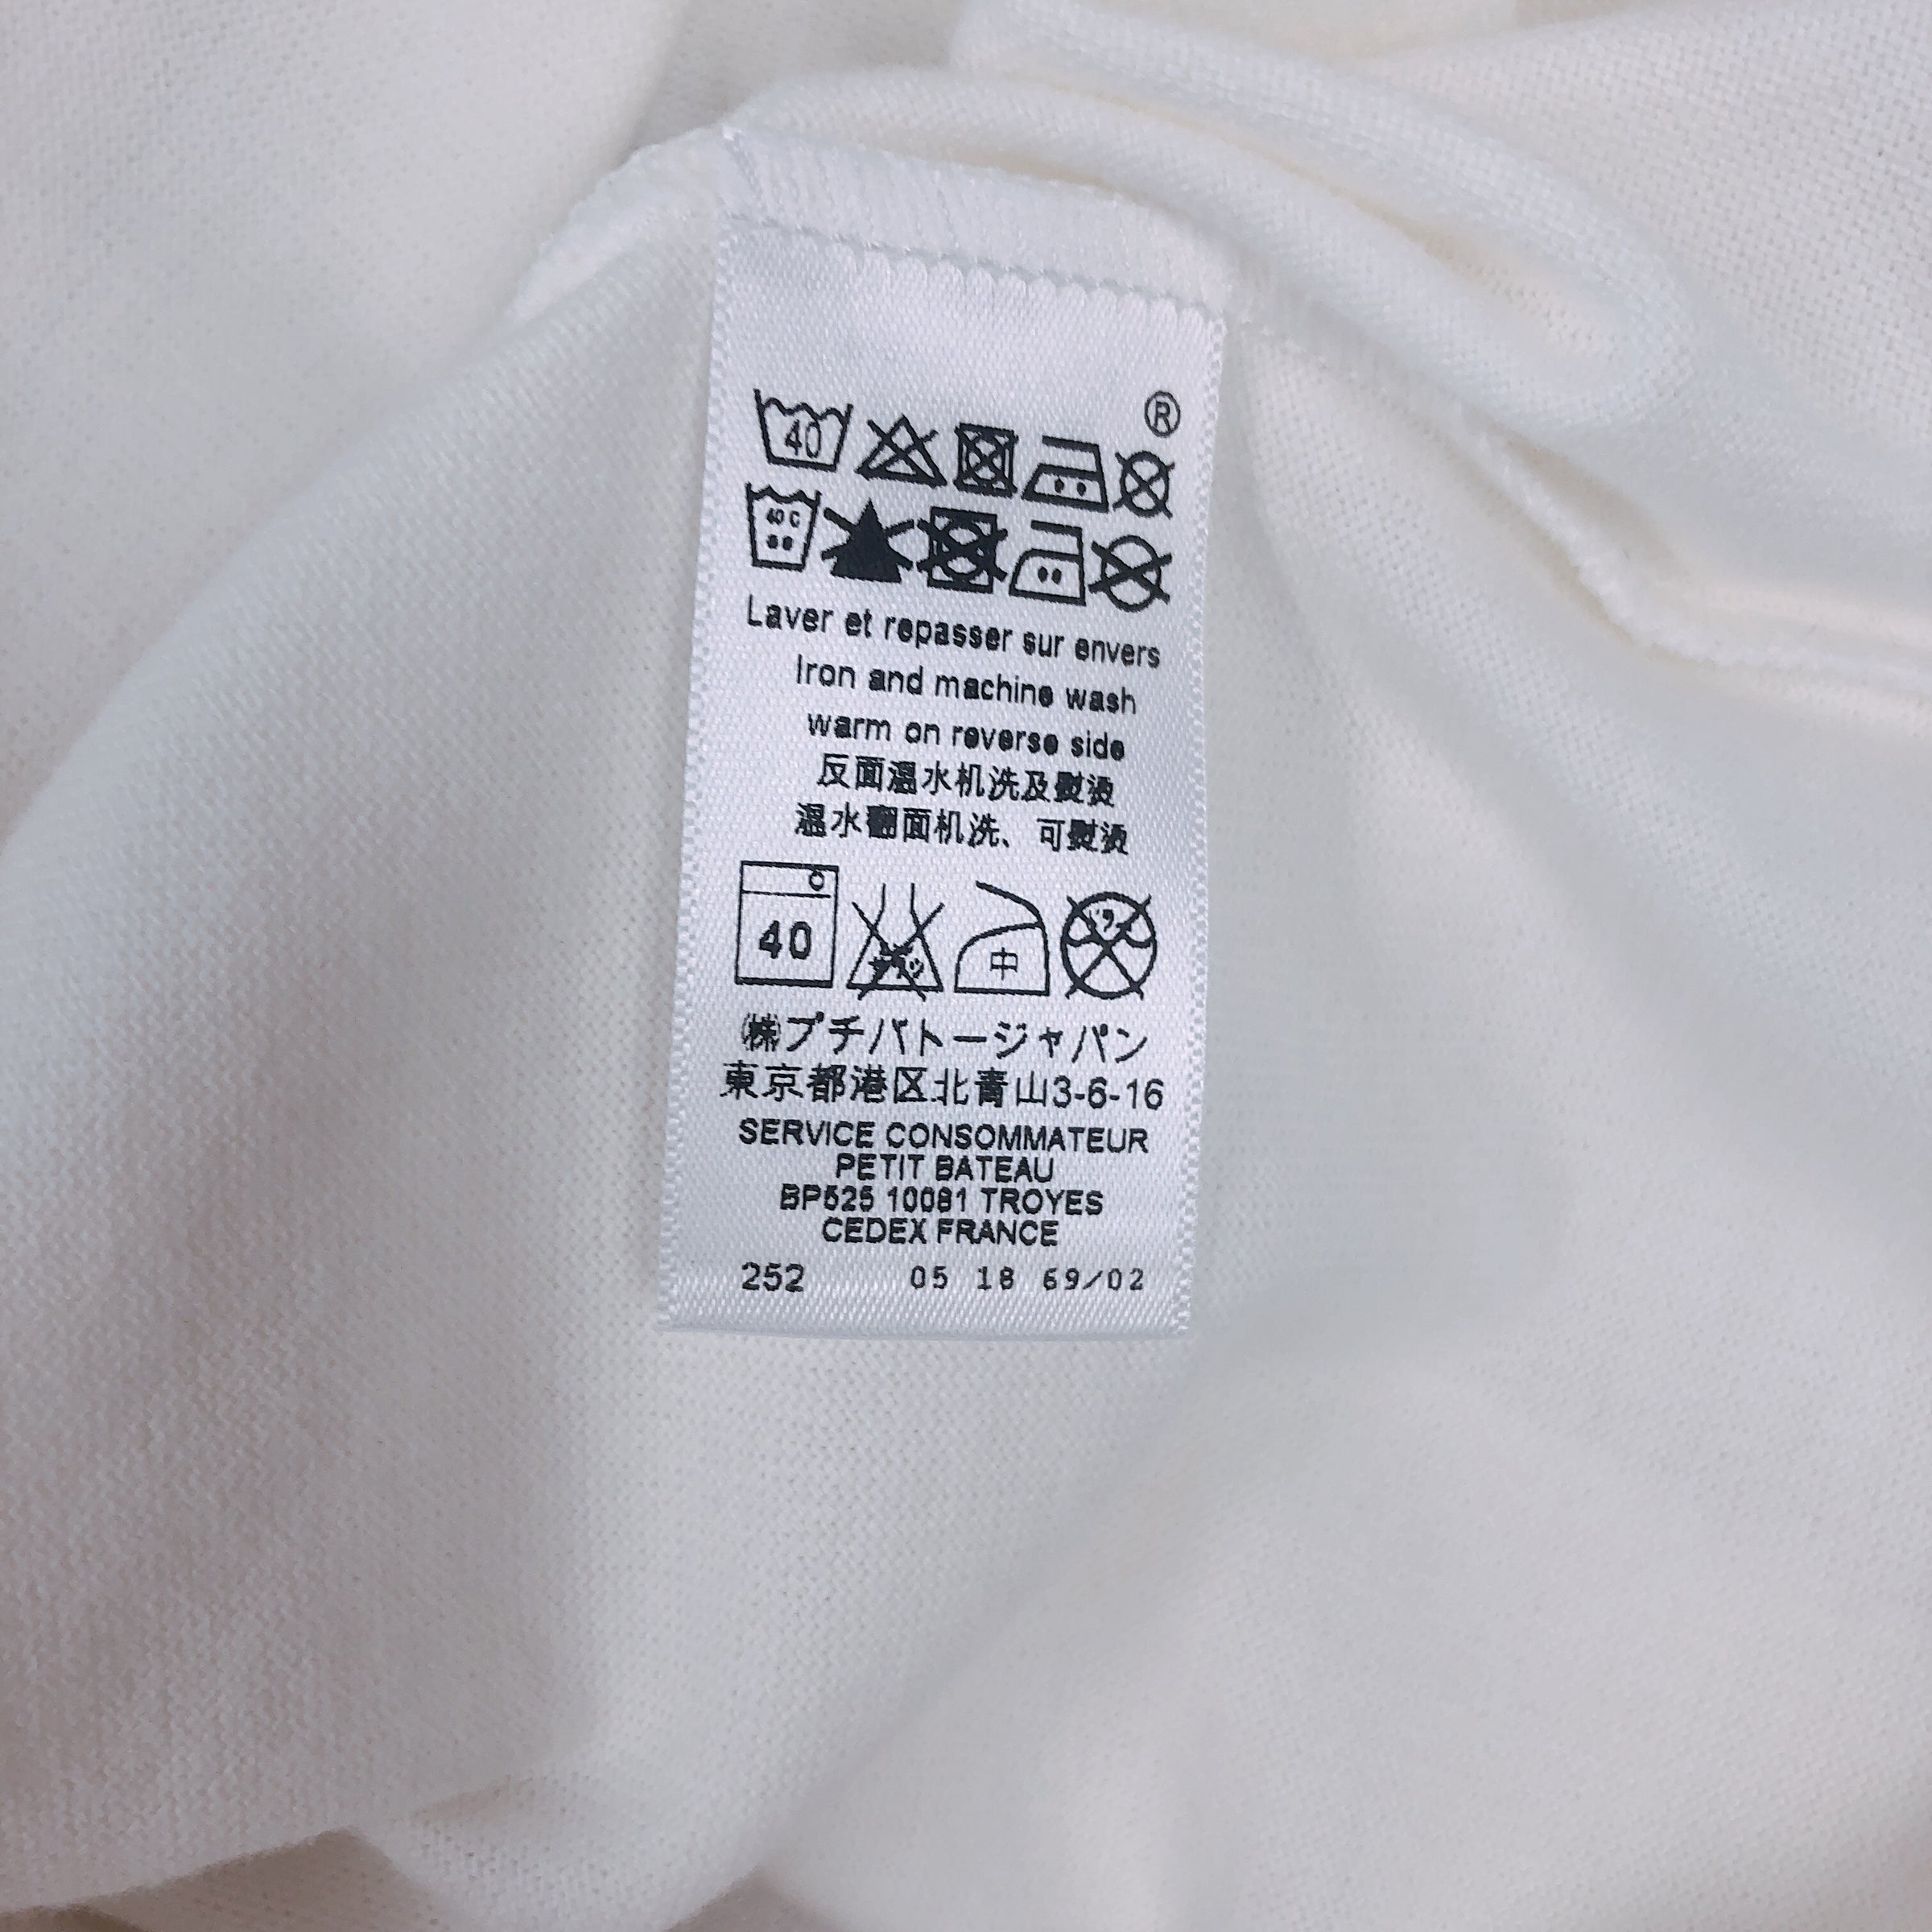 ®
40
40 C
Laver et repasser sur envers
Iron and machine wash
warm on reverse side
反面温水机洗及熨烫
温水翻面机洗、可熨烫
40 中
㈱プチバトージャパン
東京都港区北青山3-6-16
SERVICE CONSOMMATEUR
PETIT BATEAU
BP525 10081 TROYES
CEDEX FRANCE
252 05 18 69/02